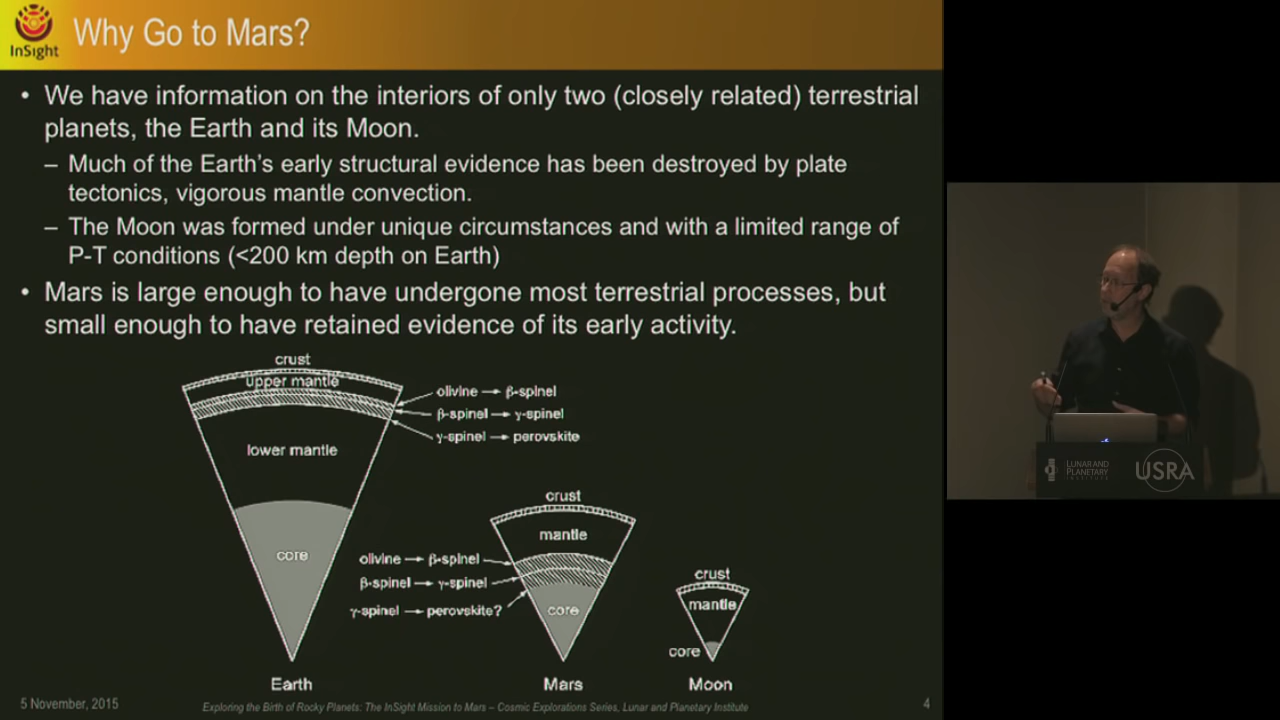 InSight
Why Go to Mars?
• We have information on the interiors of only two (closely related) terrestrial
planets, the Earth and its Moon.
– Much of the Earth's early structural evidence has been destroyed by plate
tectonics, vigorous mantle convection.
– The Moon was formed under unique circumstances and with a limited range of
P-T conditions (<200 km depth on Earth)
• Mars is large enough to have undergone most terrestrial processes, but
small enough to have retained evidence of its early activity.
crust
upper mantle
olivine → β-spinel
β-spinel → γ-spinel
γ-spinel → perovskite
lower mantle
core
Earth
crust
mantle
olivine → β-spinel
β-spinel → γ-spinel
γ-spinel → perovskite?
core
Mars
crust
mantle
core
Moon
5 November, 2015
Exploring the Birth of Rocky Planets: The InSight Mission to Mars – Cosmic Explorations Series, Lunar and Planetary Institute
4
LUNAR AND
PLANETARY
INSTITUTE
USRA